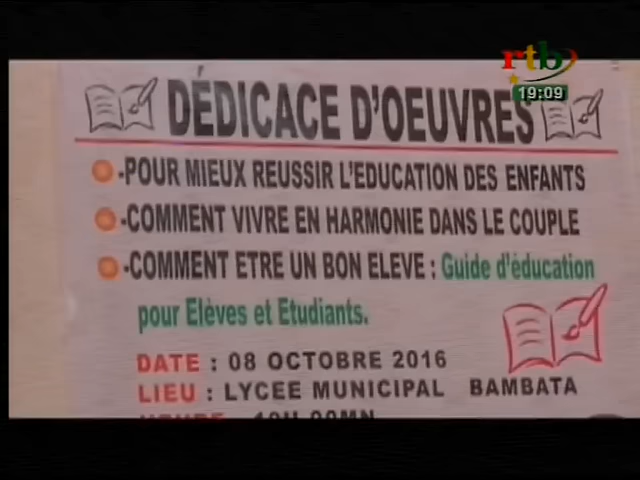 rtb
19:09
DÉDICACE D'OEUVRES
-POUR MIEUX REUSSIR L'EDUCATION DES ENFANTS
-COMMENT VIVRE EN HARMONIE DANS LE COUPLE
-COMMENT ETRE UN BON ELEVE : Guide d'éducation
pour Elèves et Etudiants.
DATE : 08 OCTOBRE 2016
LIEU : LYCEE MUNICIPAL BAMBATA